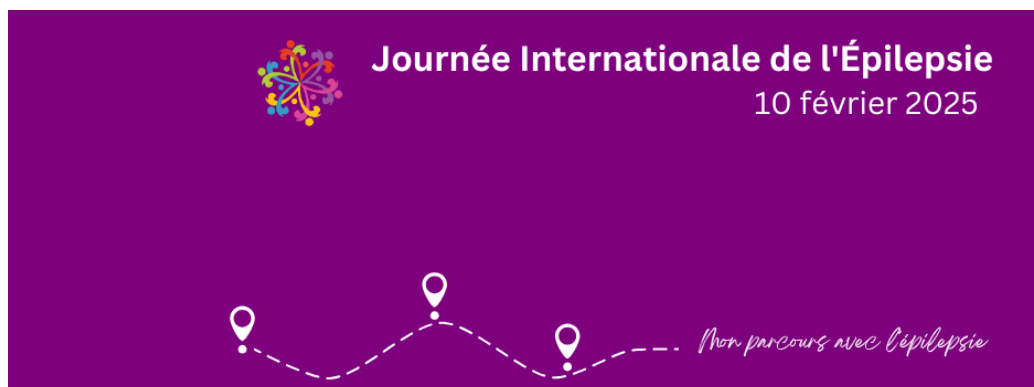 Journée Internationale de l'Épilepsie
10 février 2025
Mon parcours avec l'épilepsie